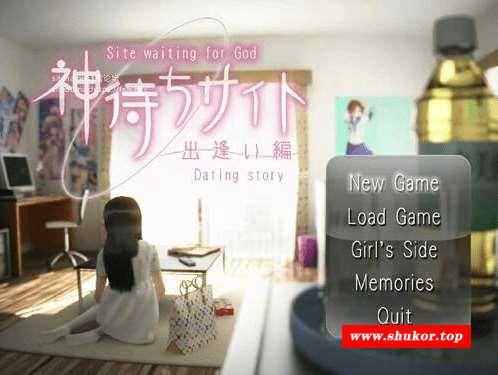 Site waiting for God
神待ちサイト
出逢い編
Dating story
New Game
Load Game
Girl's Side
Memories
Quit
www.shukor.top